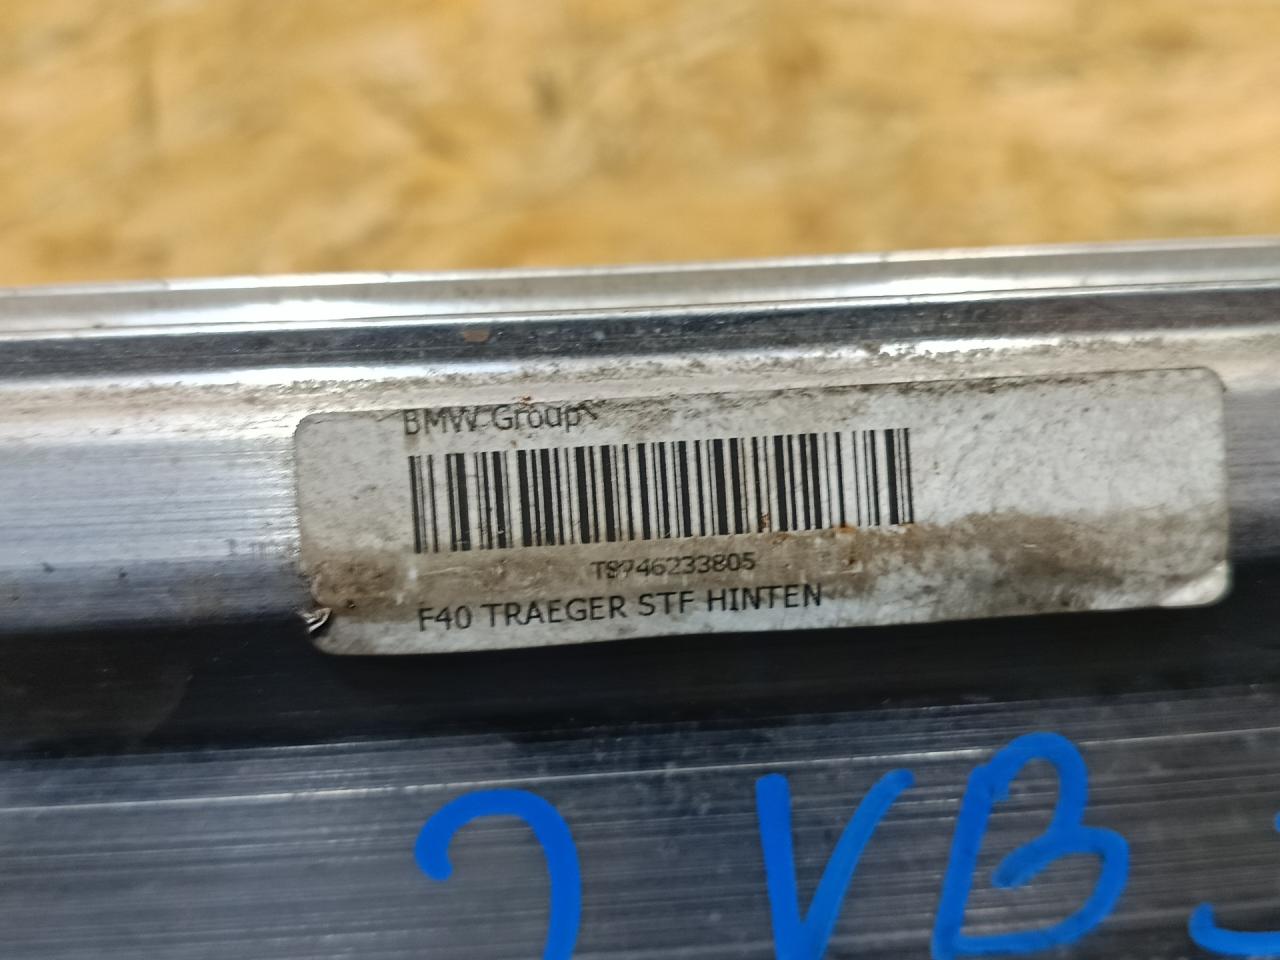 BMW Group
T8746233805
F40 TRAEGER STF HINTEN
2 VB